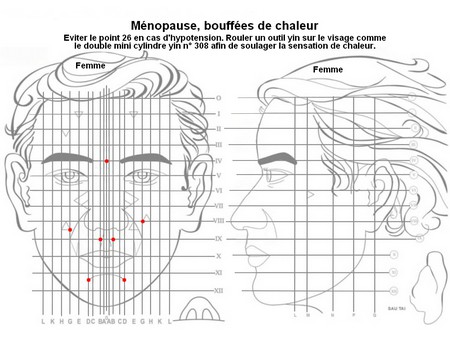 Ménopause, bouffées de chaleur
Eviter le point 26 en cas d'hypotension. Rouler un outil yin sur le visage comme
le double mini cylindre yin n° 308 afin de soulager la sensation de chaleur.
Femme
Femme
O
I
II
III
IV
V
VI
VII
VIII
IX
X
XI
XII
L K H G E D C B A A B C D E G H K L